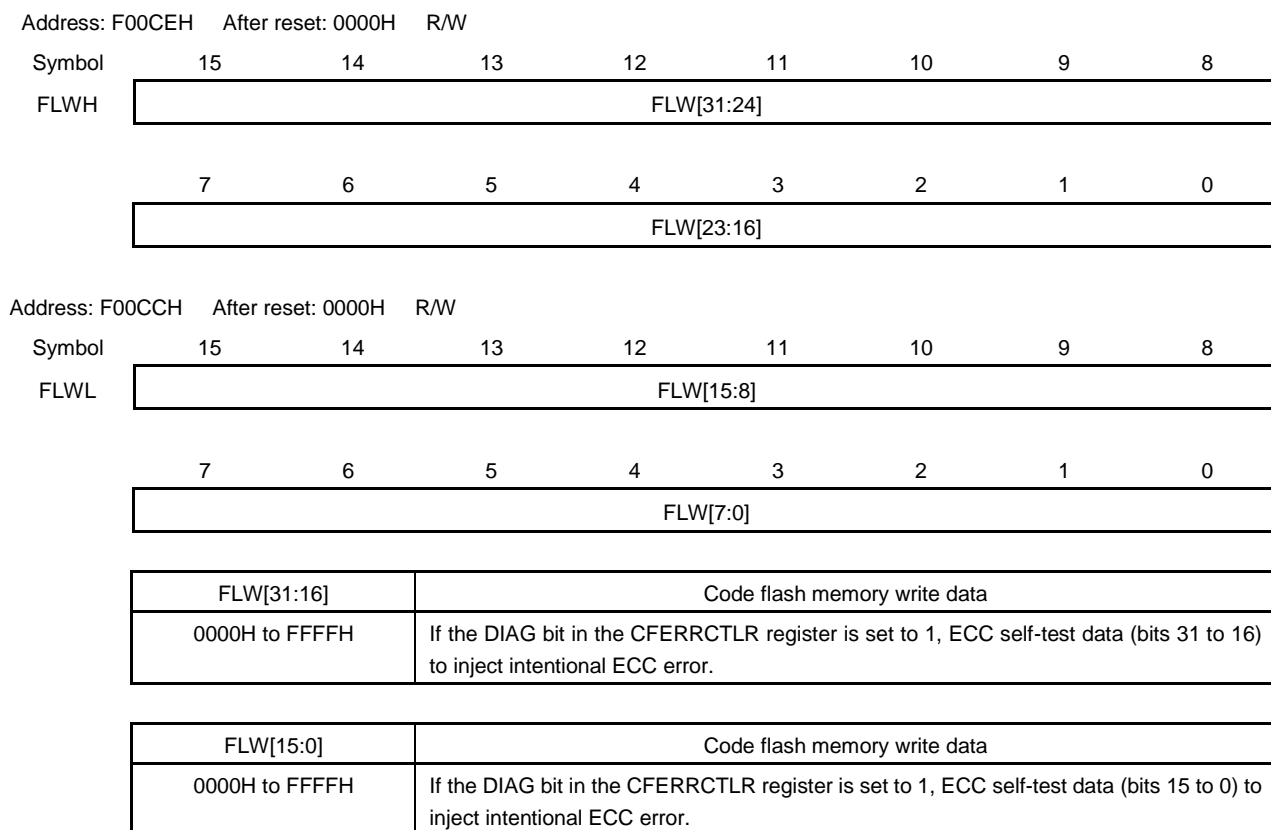 Address: F00CEH After reset: 0000H R/W
Symbol 15 14 13 12 11 10 9 8
FLWH FLW[31:24]
7 6 5 4 3 2 1 0
FLW[23:16]
Address: F00CCH After reset: 0000H R/W
Symbol 15 14 13 12 11 10 9 8
FLWL FLW[15:8]
7 6 5 4 3 2 1 0
FLW[7:0]
FLW[31:16] Code flash memory write data
0000H to FFFFH If the DIAG bit in the CFERRCTLR register is set to 1, ECC self-test data (bits 31 to 16)
to inject intentional ECC error.
FLW[15:0] Code flash memory write data
0000H to FFFFH If the DIAG bit in the CFERRCTLR register is set to 1, ECC self-test data (bits 15 to 0) to
inject intentional ECC error.